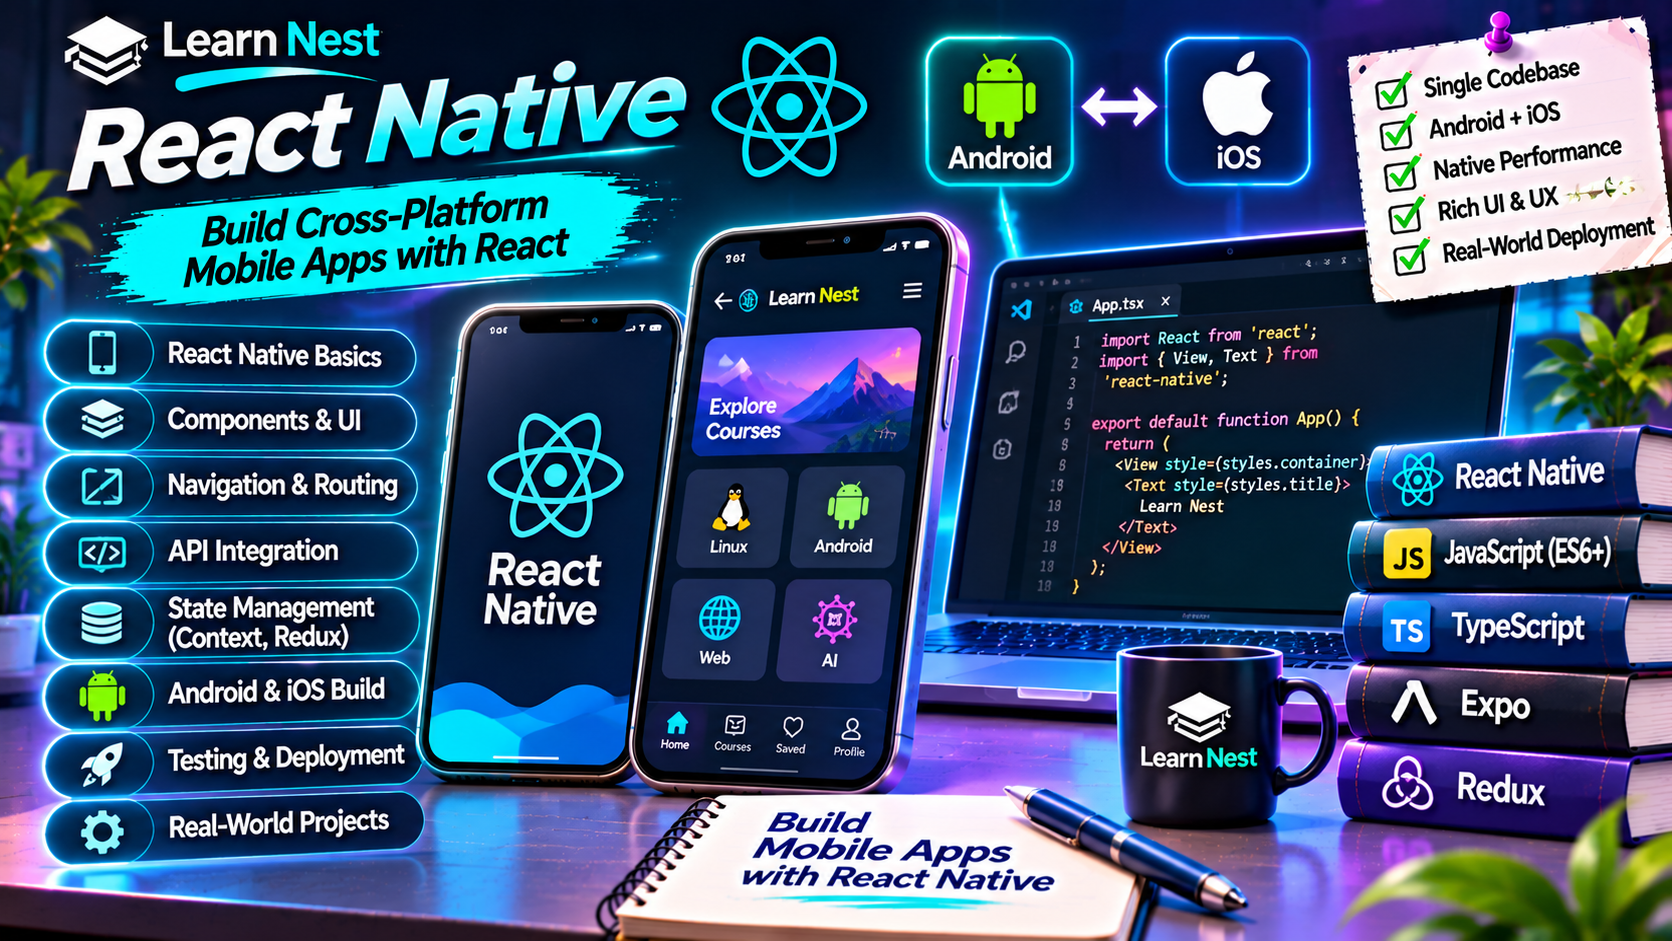 Learn Nest
React Native
Build Cross-Platform
Mobile Apps with React
Android
iOS
Single Codebase
Android + iOS
Native Performance
Rich UI & UX
Real-World Deployment
React Native Basics
Components & UI
Navigation & Routing
API Integration
State Management
(Context, Redux)
Android & iOS Build
Testing & Deployment
Real-World Projects
React
Native
Learn Nest
Explore
Courses
Linux
Android
Web
AI
Home
Courses
Saved
Profile
App.tsx
1 import React from 'react';
2 import { View, Text } from
3 'react-native';
export default function App() {
return (
<View style={styles.container}>
<Text style={styles.title}>
Learn Nest
</Text>
</View>
);
}
React Native
JS JavaScript (ES6+)
TS TypeScript
Expo
Redux
Learn Nest
Build
Mobile Apps
with React Native